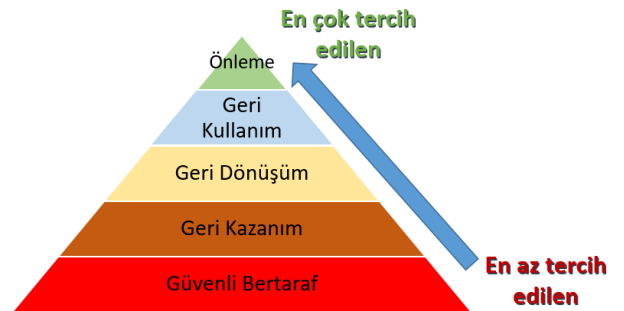 En çok tercih
edilen
Önleme
Geri
Kullanım
Geri Dönüşüm
Geri Kazanım
Güvenli Bertaraf
En az tercih
edilen